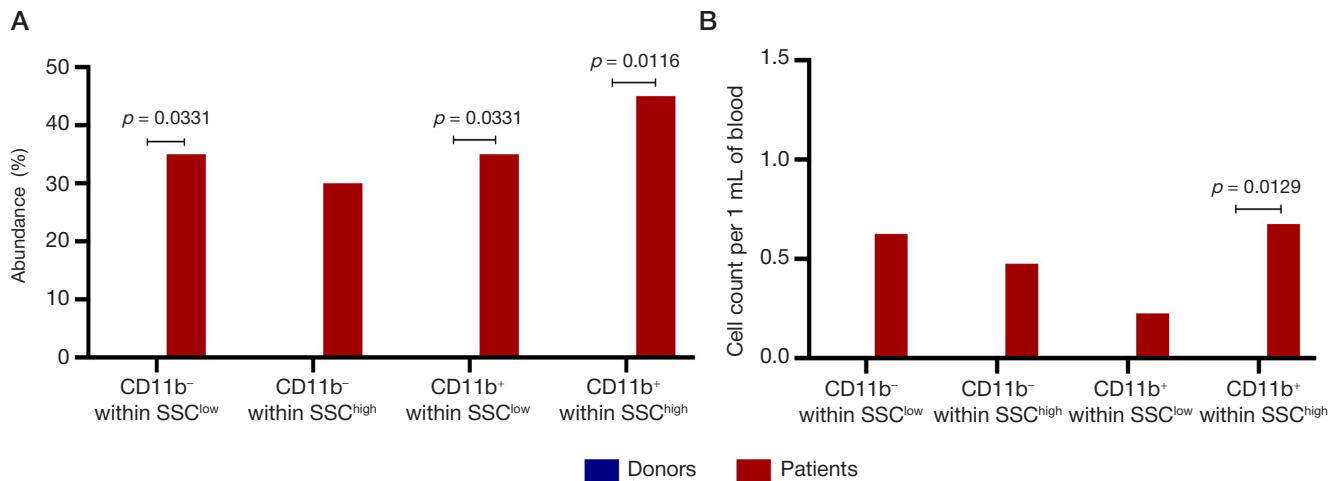 A
Abundance (%)
50
40
30
20
10
0
p = 0.0331
p = 0.0331
p = 0.0116
CD11b⁻
within SSCˡᵒʷ
CD11b⁻
within SSCʰⁱᵍʰ
CD11b⁺
within SSCˡᵒʷ
CD11b⁺
within SSCʰⁱᵍʰ
B
Cell count per 1 mL of blood
1.5
1.0
0.5
0.0
p = 0.0129
CD11b⁻
within SSCˡᵒʷ
CD11b⁻
within SSCʰⁱᵍʰ
CD11b⁺
within SSCˡᵒʷ
CD11b⁺
within SSCʰⁱᵍʰ
Donors
Patients